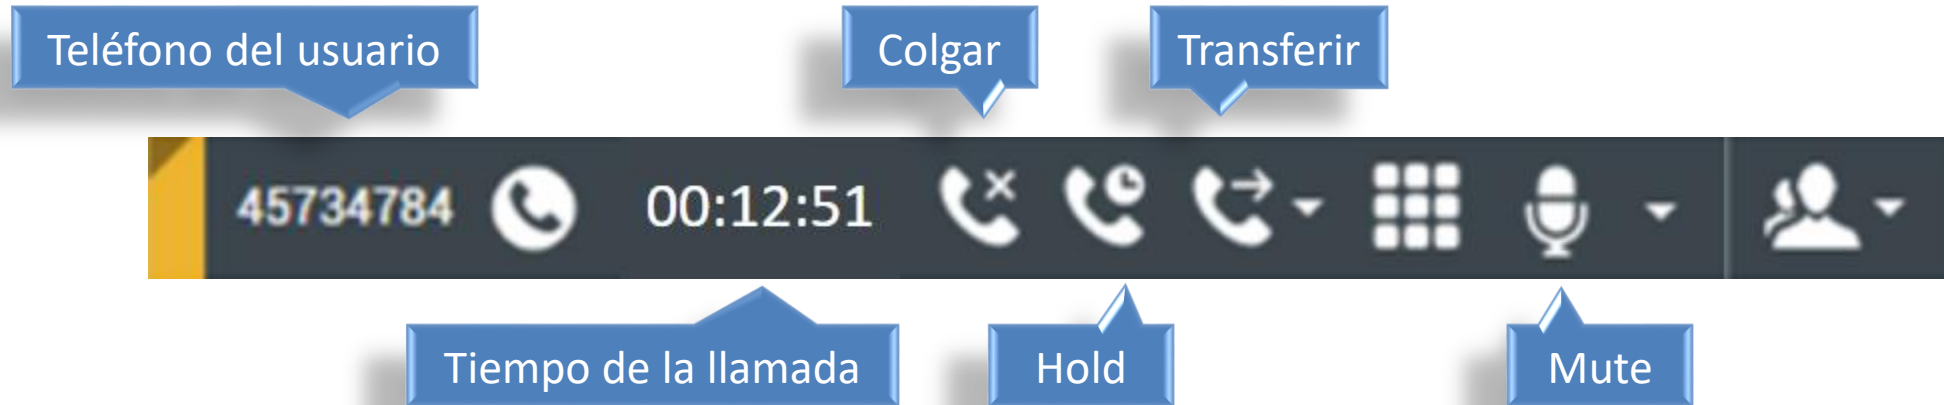 Teléfono del usuario
Colgar
Transferir
45734784
00:12:51
Tiempo de la llamada
Hold
Mute